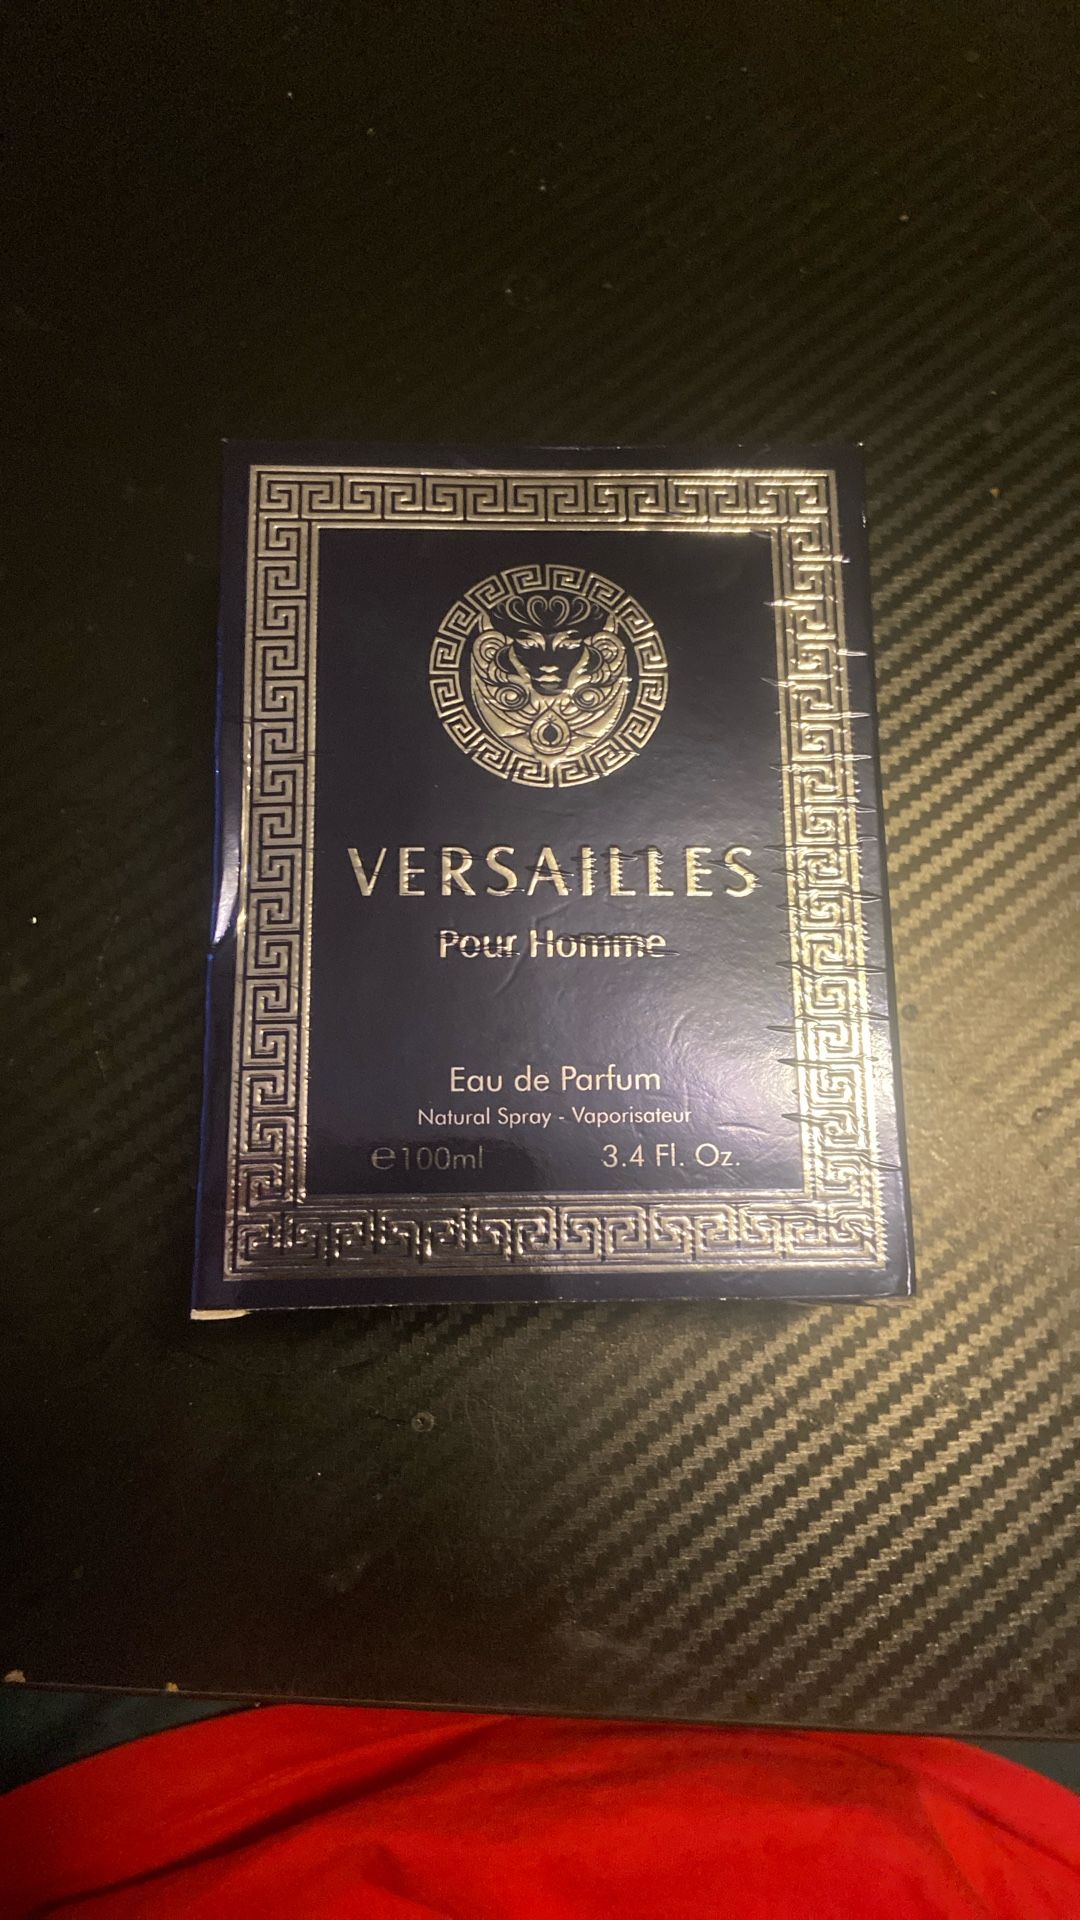 VERSAILLES
Pour Homme
Eau de Parfum
Natural Spray - Vaporisateur
℮100ml 3.4 Fl. Oz.